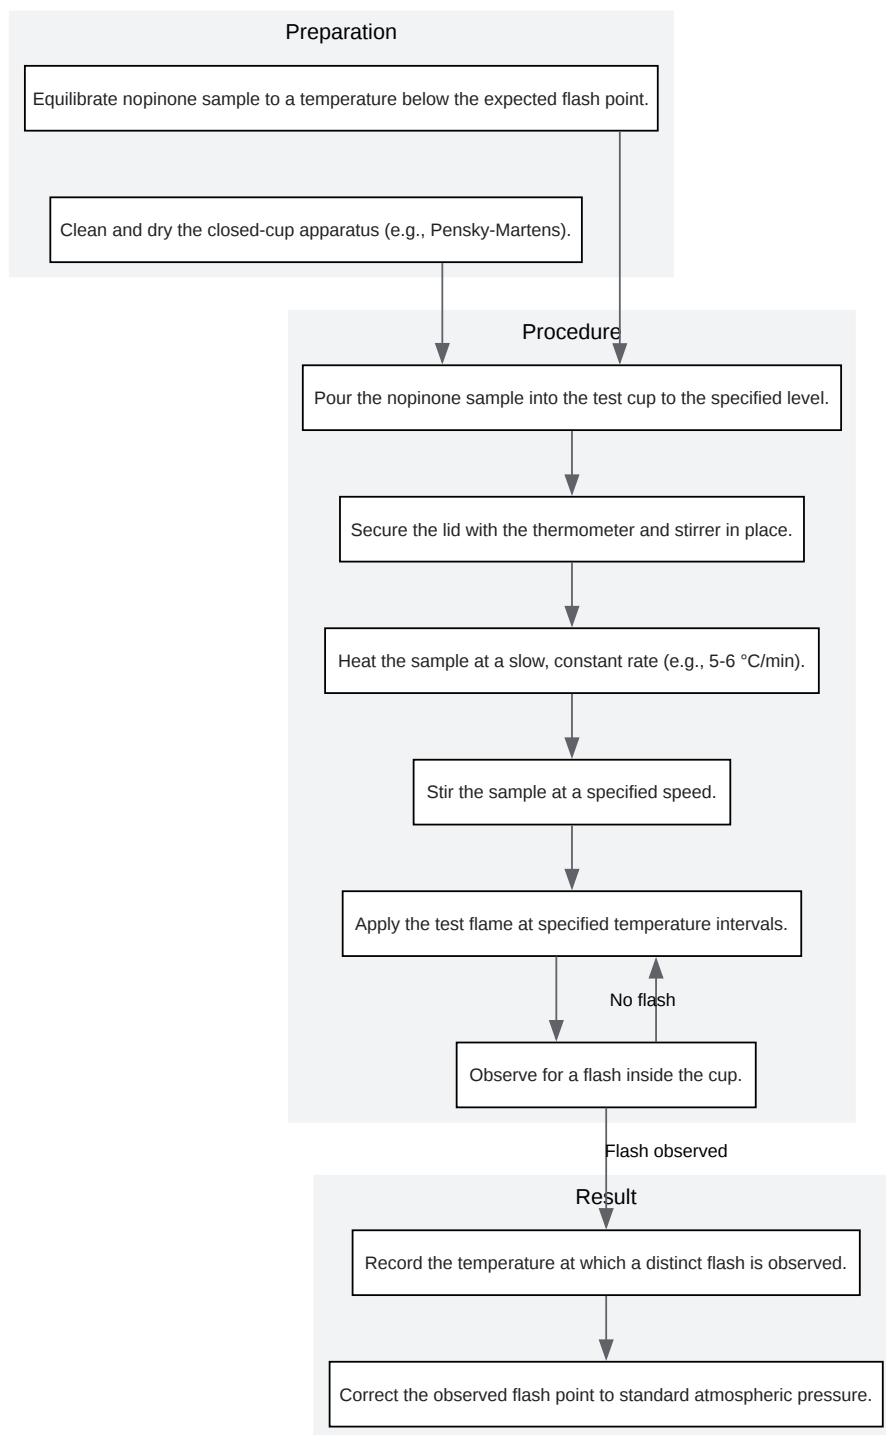 Preparation
Equilibrate nopinone sample to a temperature below the expected flash point.
Clean and dry the closed-cup apparatus (e.g., Pensky-Martens).
Procedure
Pour the nopinone sample into the test cup to the specified level.
Secure the lid with the thermometer and stirrer in place.
Heat the sample at a slow, constant rate (e.g., 5-6 °C/min).
Stir the sample at a specified speed.
Apply the test flame at specified temperature intervals.
No flash
Observe for a flash inside the cup.
Flash observed
Result
Record the temperature at which a distinct flash is observed.
Correct the observed flash point to standard atmospheric pressure.